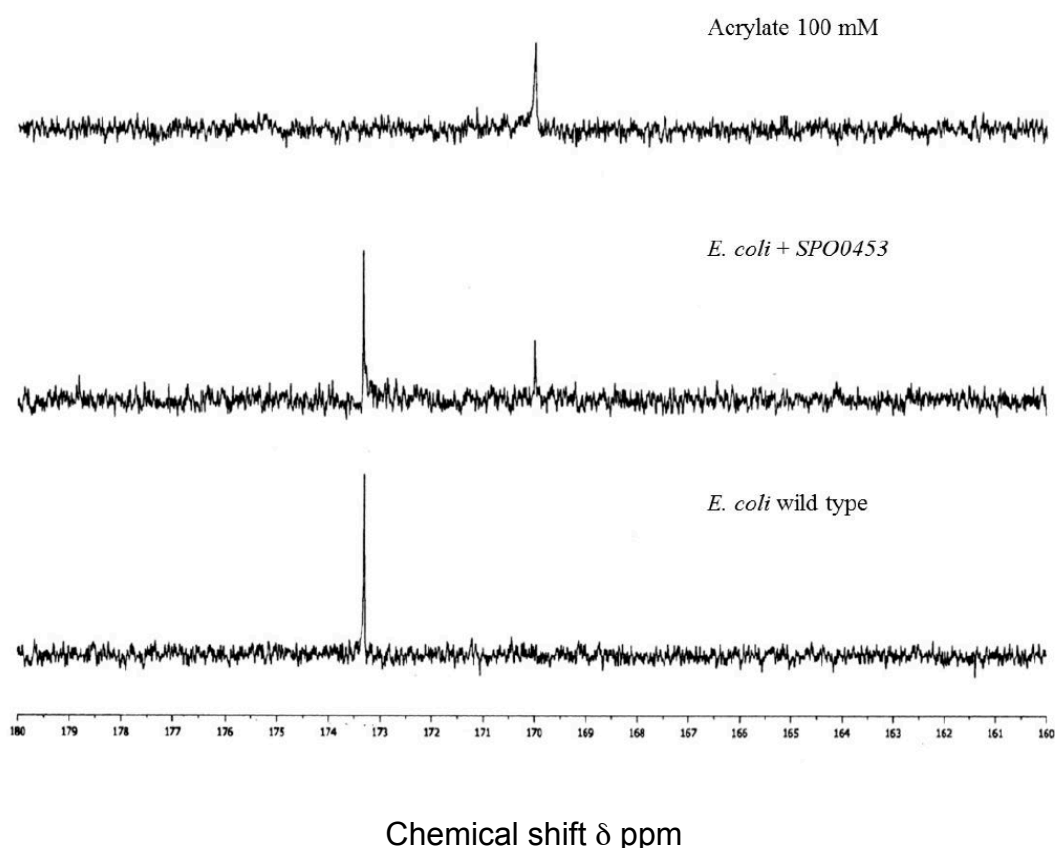 Acrylate 100 mM
E. coli + SPO0453
E. coli wild type
180 179 178 177 176 175 174 173 172 171 170 169 168 167 166 165 164 163 162 161 160
Chemical shift δ ppm